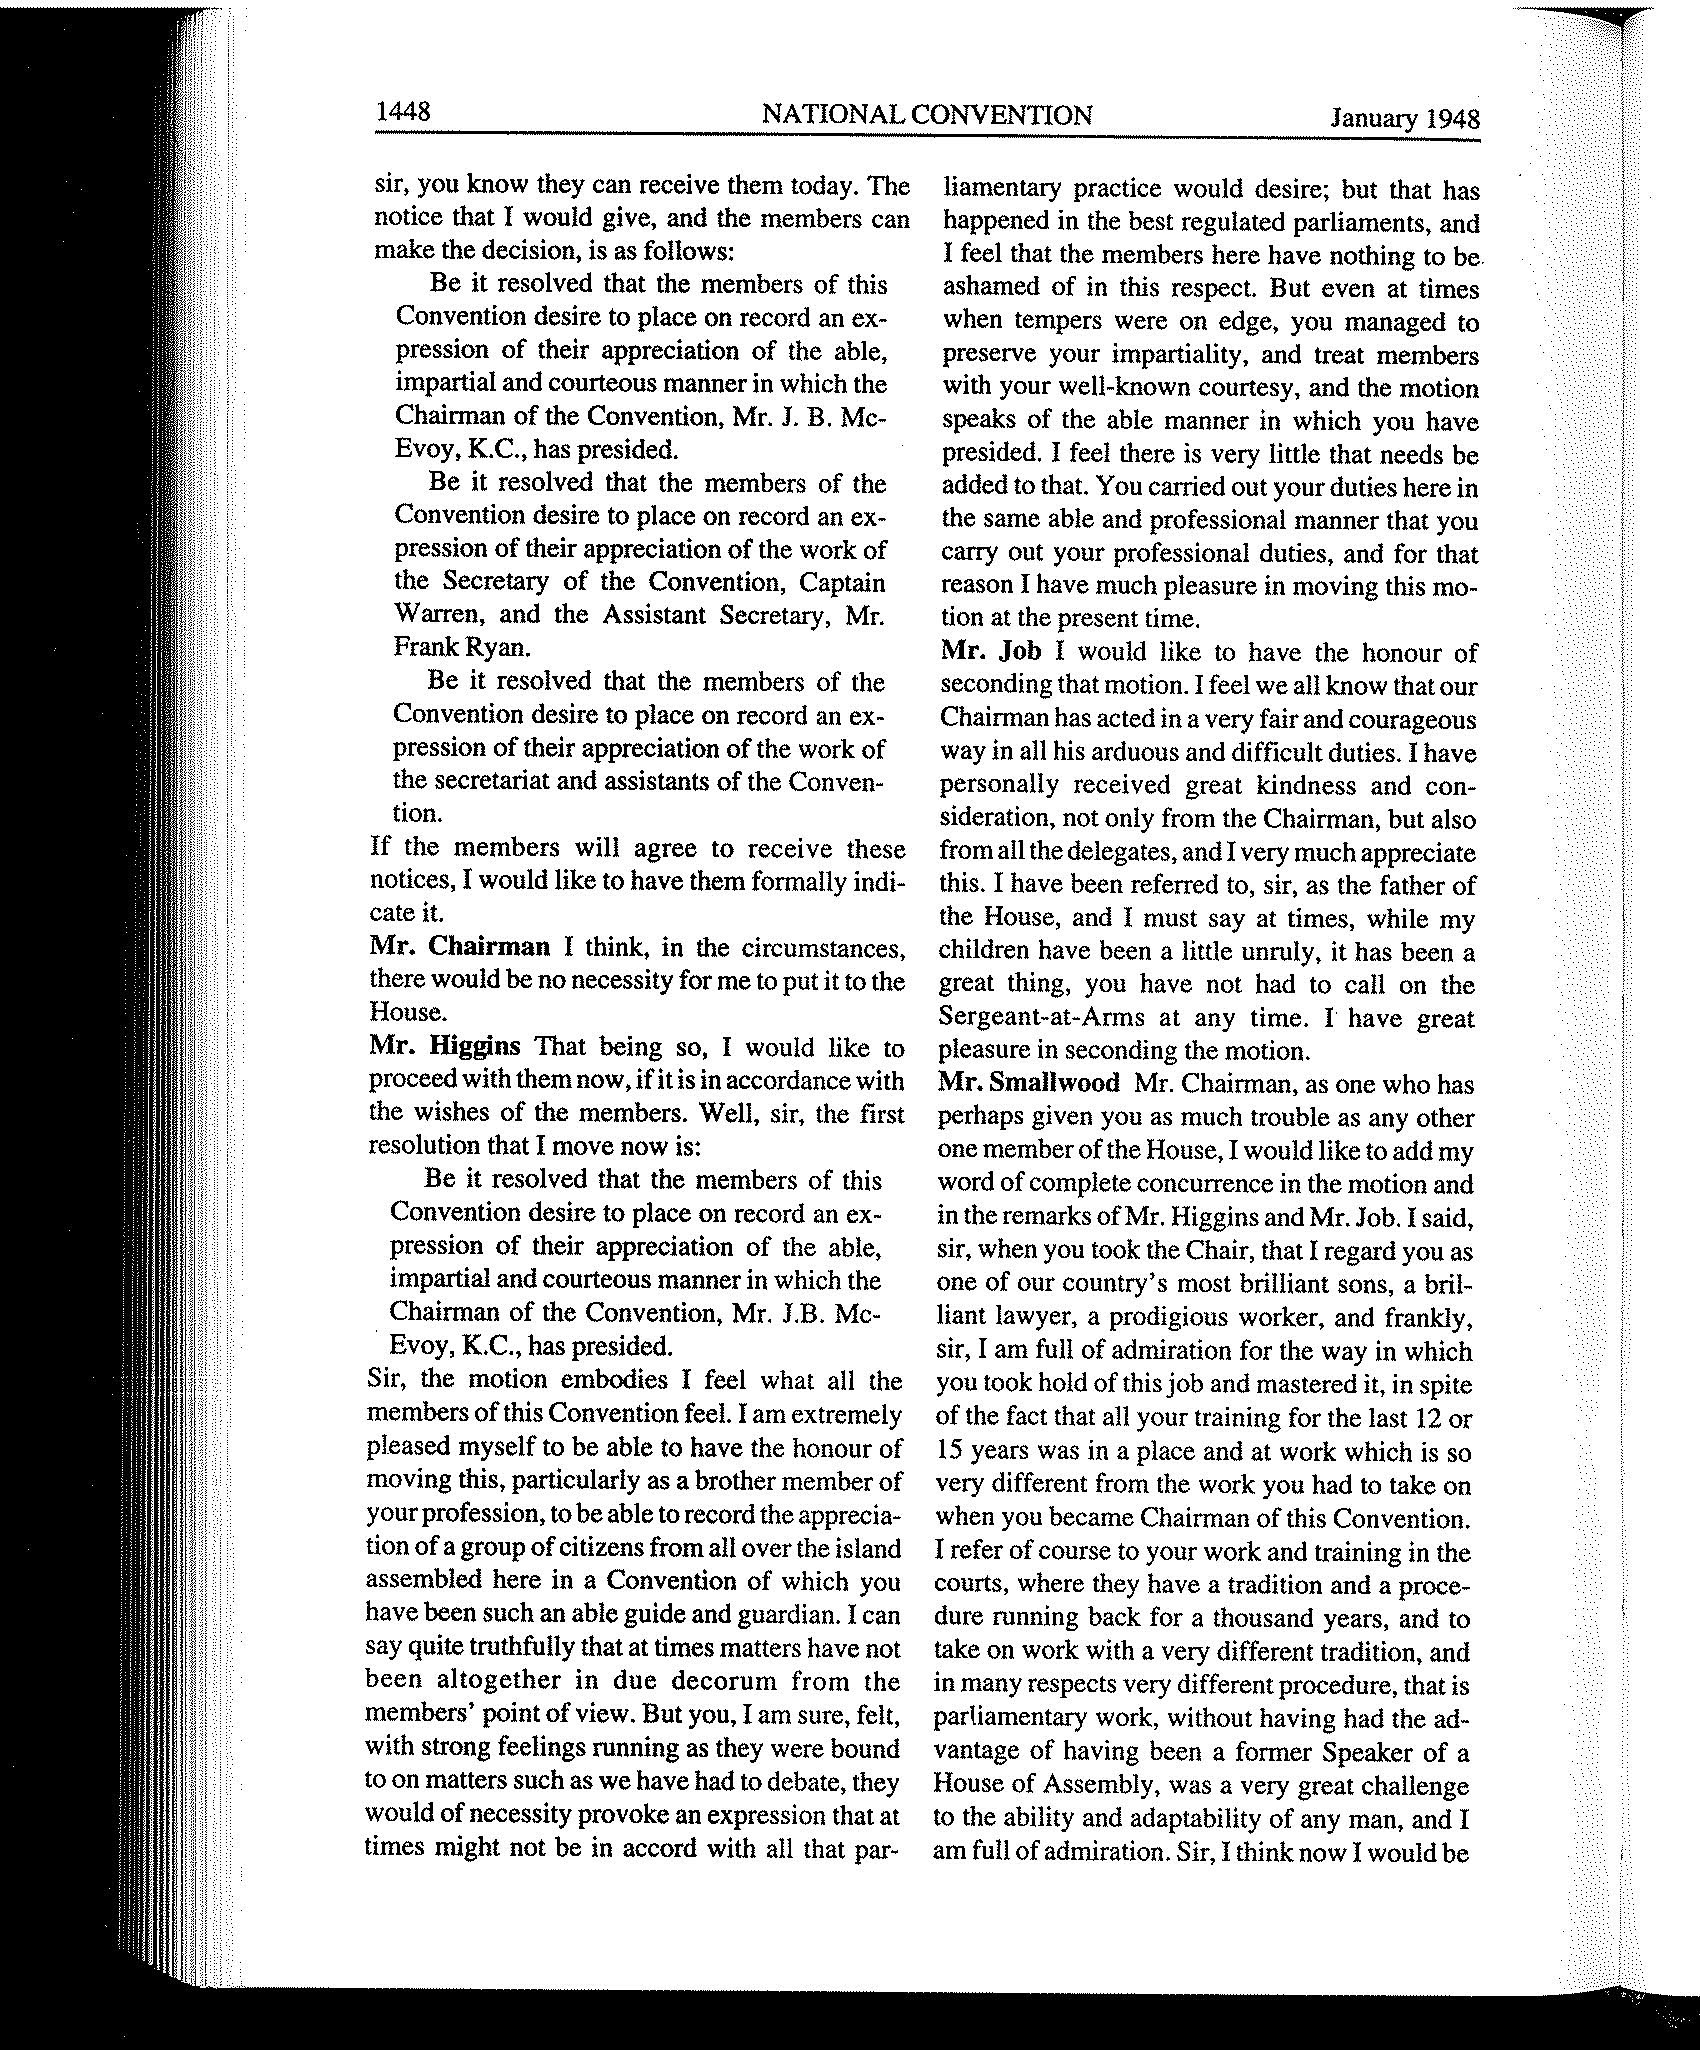 1448 NATIONAL CONVENTION January 1948
sir, you know they can receive them today. The
notice that I would give, and the members can
make the decision, is as follows:
Be it resolved that the members of this
Convention desire to place on record an ex-
pression of their appreciation of the able,
impartial and courteous manner in which the
Chairman of the Convention, Mr. J. B. Mc-
Evoy, K.C., has presided.
Be it resolved that the members of the
Convention desire to place on record an ex-
pression of their appreciation of the work of
the Secretary of the Convention, Captain
Warren, and the Assistant Secretary, Mr.
Frank Ryan.
Be it resolved that the members of the
Convention desire to place on record an ex-
pression of their appreciation of the work of
the secretariat and assistants of the Conven-
tion.
If the members will agree to receive these
notices, I would like to have them formally indi-
cate it.
Mr. Chairman I think, in the circumstances,
there would be no necessity for me to put it to the
House.
Mr. Higgins That being so, I would like to
proceed with them now, if it is in accordance with
the wishes of the members. Well, sir, the first
resolution that I move now is:
Be it resolved that the members of this
Convention desire to place on record an ex-
pression of their appreciation of the able,
impartial and courteous manner in which the
Chairman of the Convention, Mr. J.B. Mc-
Evoy, K.C., has presided.
Sir, the motion embodies I feel what all the
members of this Convention feel. I am extremely
pleased myself to be able to have the honour of
moving this, particularly as a brother member of
your profession, to be able to record the apprecia-
tion of a group of citizens from all over the island
assembled here in a Convention of which you
have been such an able guide and guardian. I can
say quite truthfully that at times matters have not
been altogether in due decorum from the
members' point of view. But you, I am sure, felt,
with strong feelings running as they were bound
to on matters such as we have had to debate, they
would of necessity provoke an expression that at
times might not be in accord with all that par-
liamentary practice would desire; but that has
happened in the best regulated parliaments, and
I feel that the members here have nothing to be
ashamed of in this respect. But even at times
when tempers were on edge, you managed to
preserve your impartiality, and treat members
with your well-known courtesy, and the motion
speaks of the able manner in which you have
presided. I feel there is very little that needs be
added to that. You carried out your duties here in
the same able and professional manner that you
carry out your professional duties, and for that
reason I have much pleasure in moving this mo-
tion at the present time.
Mr. Job I would like to have the honour of
seconding that motion. I feel we all know that our
Chairman has acted in a very fair and courageous
way in all his arduous and difficult duties. I have
personally received great kindness and con-
sideration, not only from the Chairman, but also
from all the delegates, and I very much appreciate
this. I have been referred to, sir, as the father of
the House, and I must say at times, while my
children have been a little unruly, it has been a
great thing, you have not had to call on the
Sergeant-at-Arms at any time. I have great
pleasure in seconding the motion.
Mr. Smallwood Mr. Chairman, as one who has
perhaps given you as much trouble as any other
one member of the House, I would like to add my
word of complete concurrence in the motion and
in the remarks of Mr. Higgins and Mr. Job. I said,
sir, when you took the Chair, that I regard you as
one of our country's most brilliant sons, a bril-
liant lawyer, a prodigious worker, and frankly,
sir, I am full of admiration for the way in which
you took hold of this job and mastered it, in spite
of the fact that all your training for the last 12 or
15 years was in a place and at work which is so
very different from the work you had to take on
when you became Chairman of this Convention.
I refer of course to your work and training in the
courts, where they have a tradition and a proce-
dure running back for a thousand years, and to
take on work with a very different tradition, and
in many respects very different procedure, that is
parliamentary work, without having had the ad-
vantage of having been a former Speaker of a
House of Assembly, was a very great challenge
to the ability and adaptability of any man, and I
am full of admiration. Sir, I think now I would be